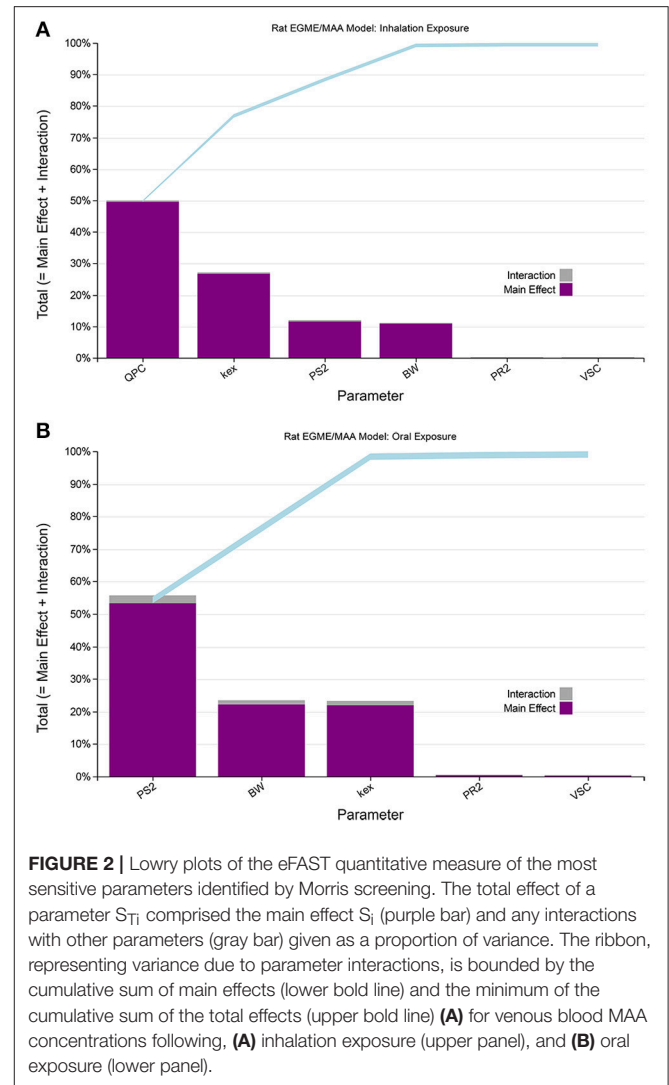 A
Rat EGME/MAA Model: Inhalation Exposure
Total (= Main Effect + Interaction)
100%
90%
80%
70%
60%
50%
40%
30%
20%
10%
0%
Interaction
Main Effect
QPC
kex
PS2
BW
PR2
VSC
Parameter
B
Rat EGME/MAA Model: Oral Exposure
Total (= Main Effect + Interaction)
100%
90%
80%
70%
60%
50%
40%
30%
20%
10%
0%
Interaction
Main Effect
PS2
BW
kex
PR2
VSC
Parameter
FIGURE 2 | Lowry plots of the eFAST quantitative measure of the most
sensitive parameters identified by Morris screening. The total effect of a
parameter STi comprised the main effect Si (purple bar) and any interactions
with other parameters (gray bar) given as a proportion of variance. The ribbon,
representing variance due to parameter interactions, is bounded by the
cumulative sum of main effects (lower bold line) and the minimum of the
cumulative sum of the total effects (upper bold line) (A) for venous blood MAA
concentrations following, (A) inhalation exposure (upper panel), and (B) oral
exposure (lower panel).